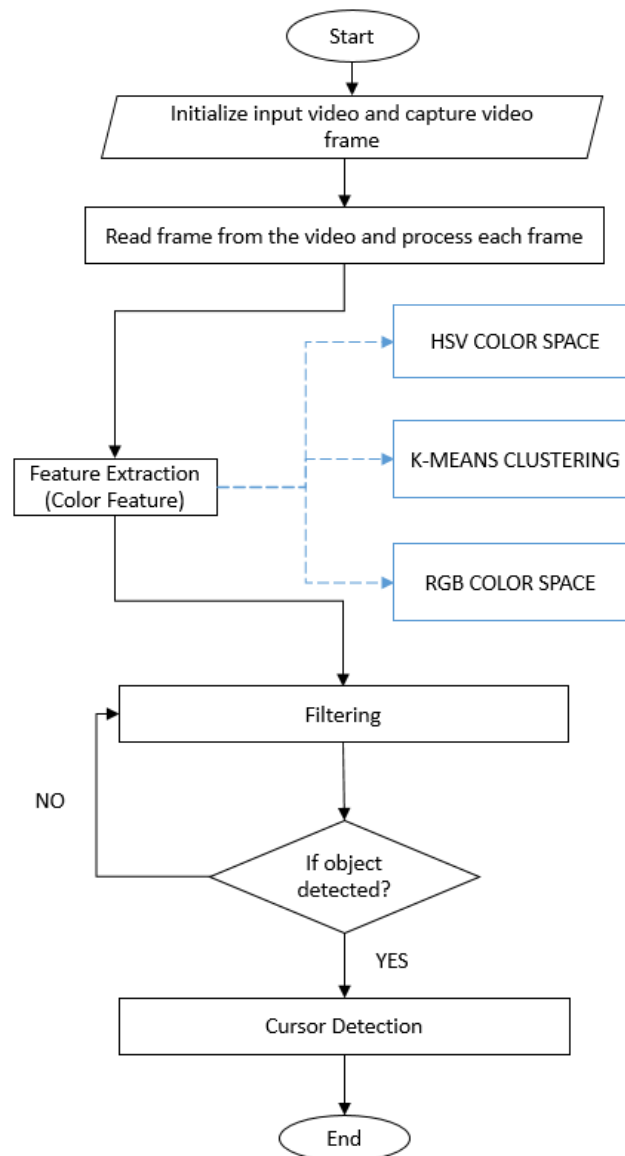 Start
Initialize input video and capture video
frame
Read frame from the video and process each frame
HSV COLOR SPACE
K-MEANS CLUSTERING
Feature Extraction
(Color Feature)
RGB COLOR SPACE
Filtering
NO
If object
detected?
YES
Cursor Detection
End